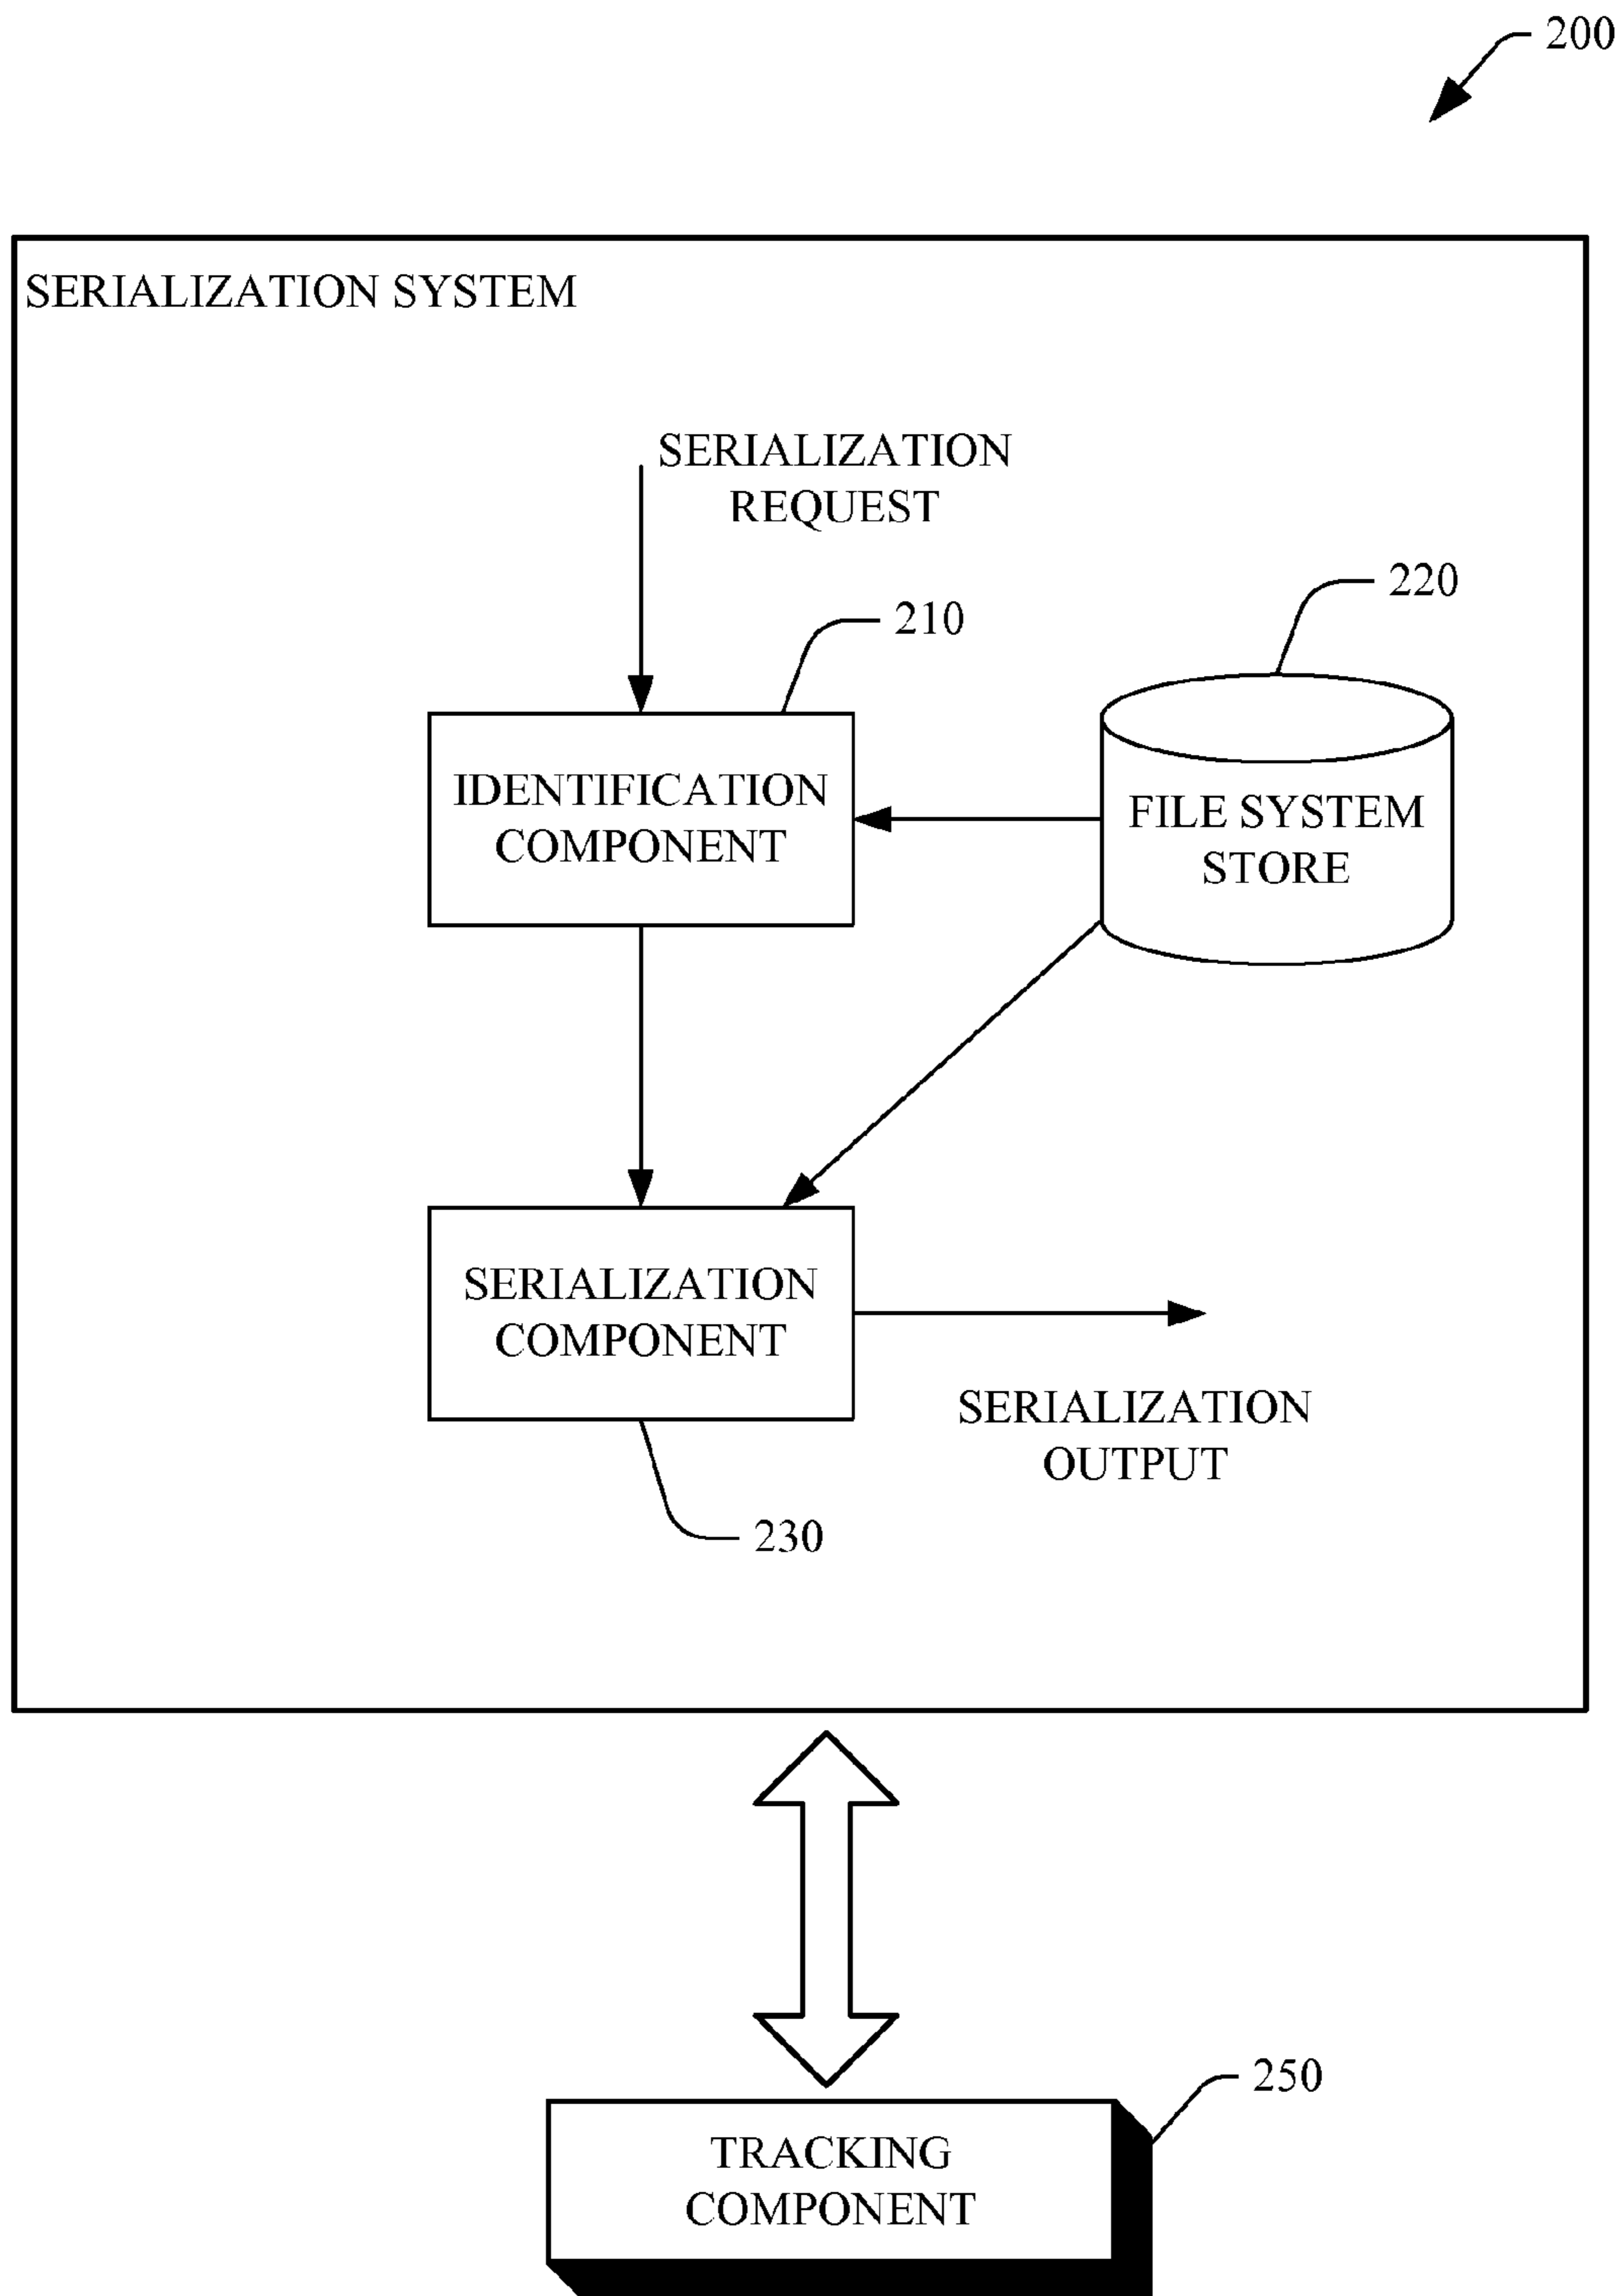 200
SERIALIZATION SYSTEM
SERIALIZATION
REQUEST
220
210
IDENTIFICATION
COMPONENT
FILE SYSTEM
STORE
SERIALIZATION
COMPONENT
SERIALIZATION
OUTPUT
230
250
TRACKING
COMPONENT